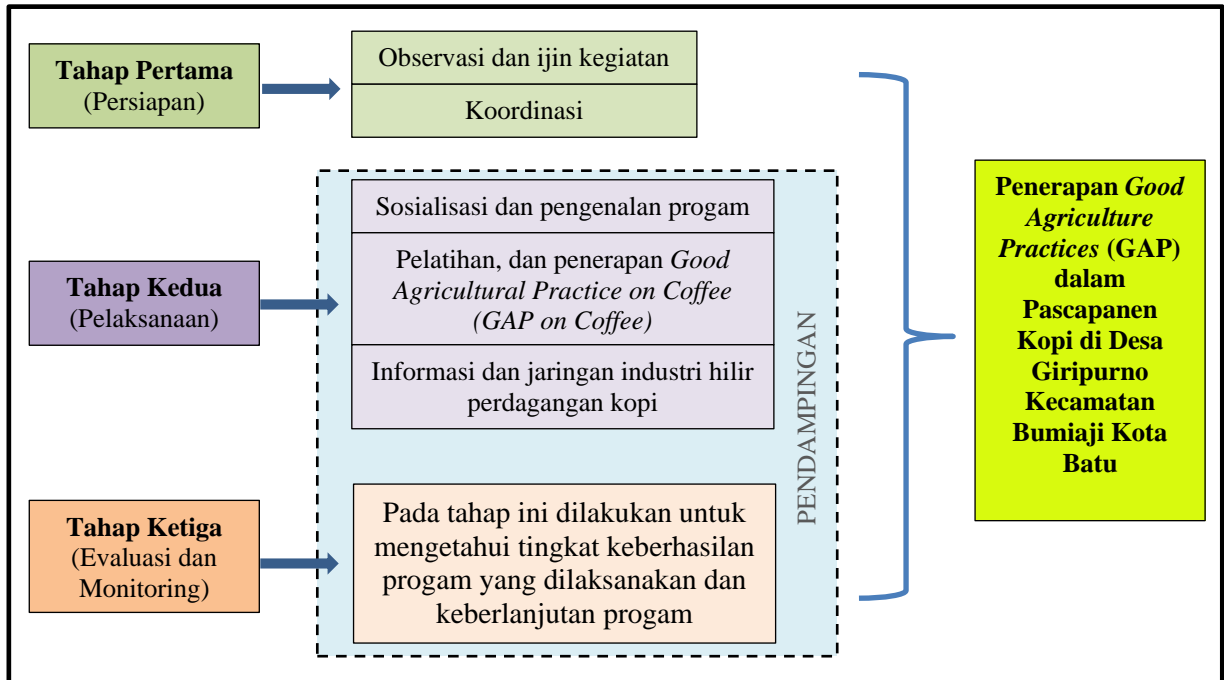 Tahap Pertama
(Persiapan)
Observasi dan ijin kegiatan
Koordinasi
Tahap Kedua
(Pelaksanaan)
Sosialisasi dan pengenalan progam
Pelatihan, dan penerapan Good
Agricultural Practice on Coffee
(GAP on Coffee)
Informasi dan jaringan industri hilir
perdagangan kopi
Tahap Ketiga
(Evaluasi dan
Monitoring)
Pada tahap ini dilakukan untuk
mengetahui tingkat keberhasilan
progam yang dilaksanakan dan
keberlanjutan progam
PENDAMPINGAN
Penerapan Good
Agriculture
Practices (GAP)
dalam
Pascapanen
Kopi di Desa
Giripurno
Kecamatan
Bumiaji Kota
Batu